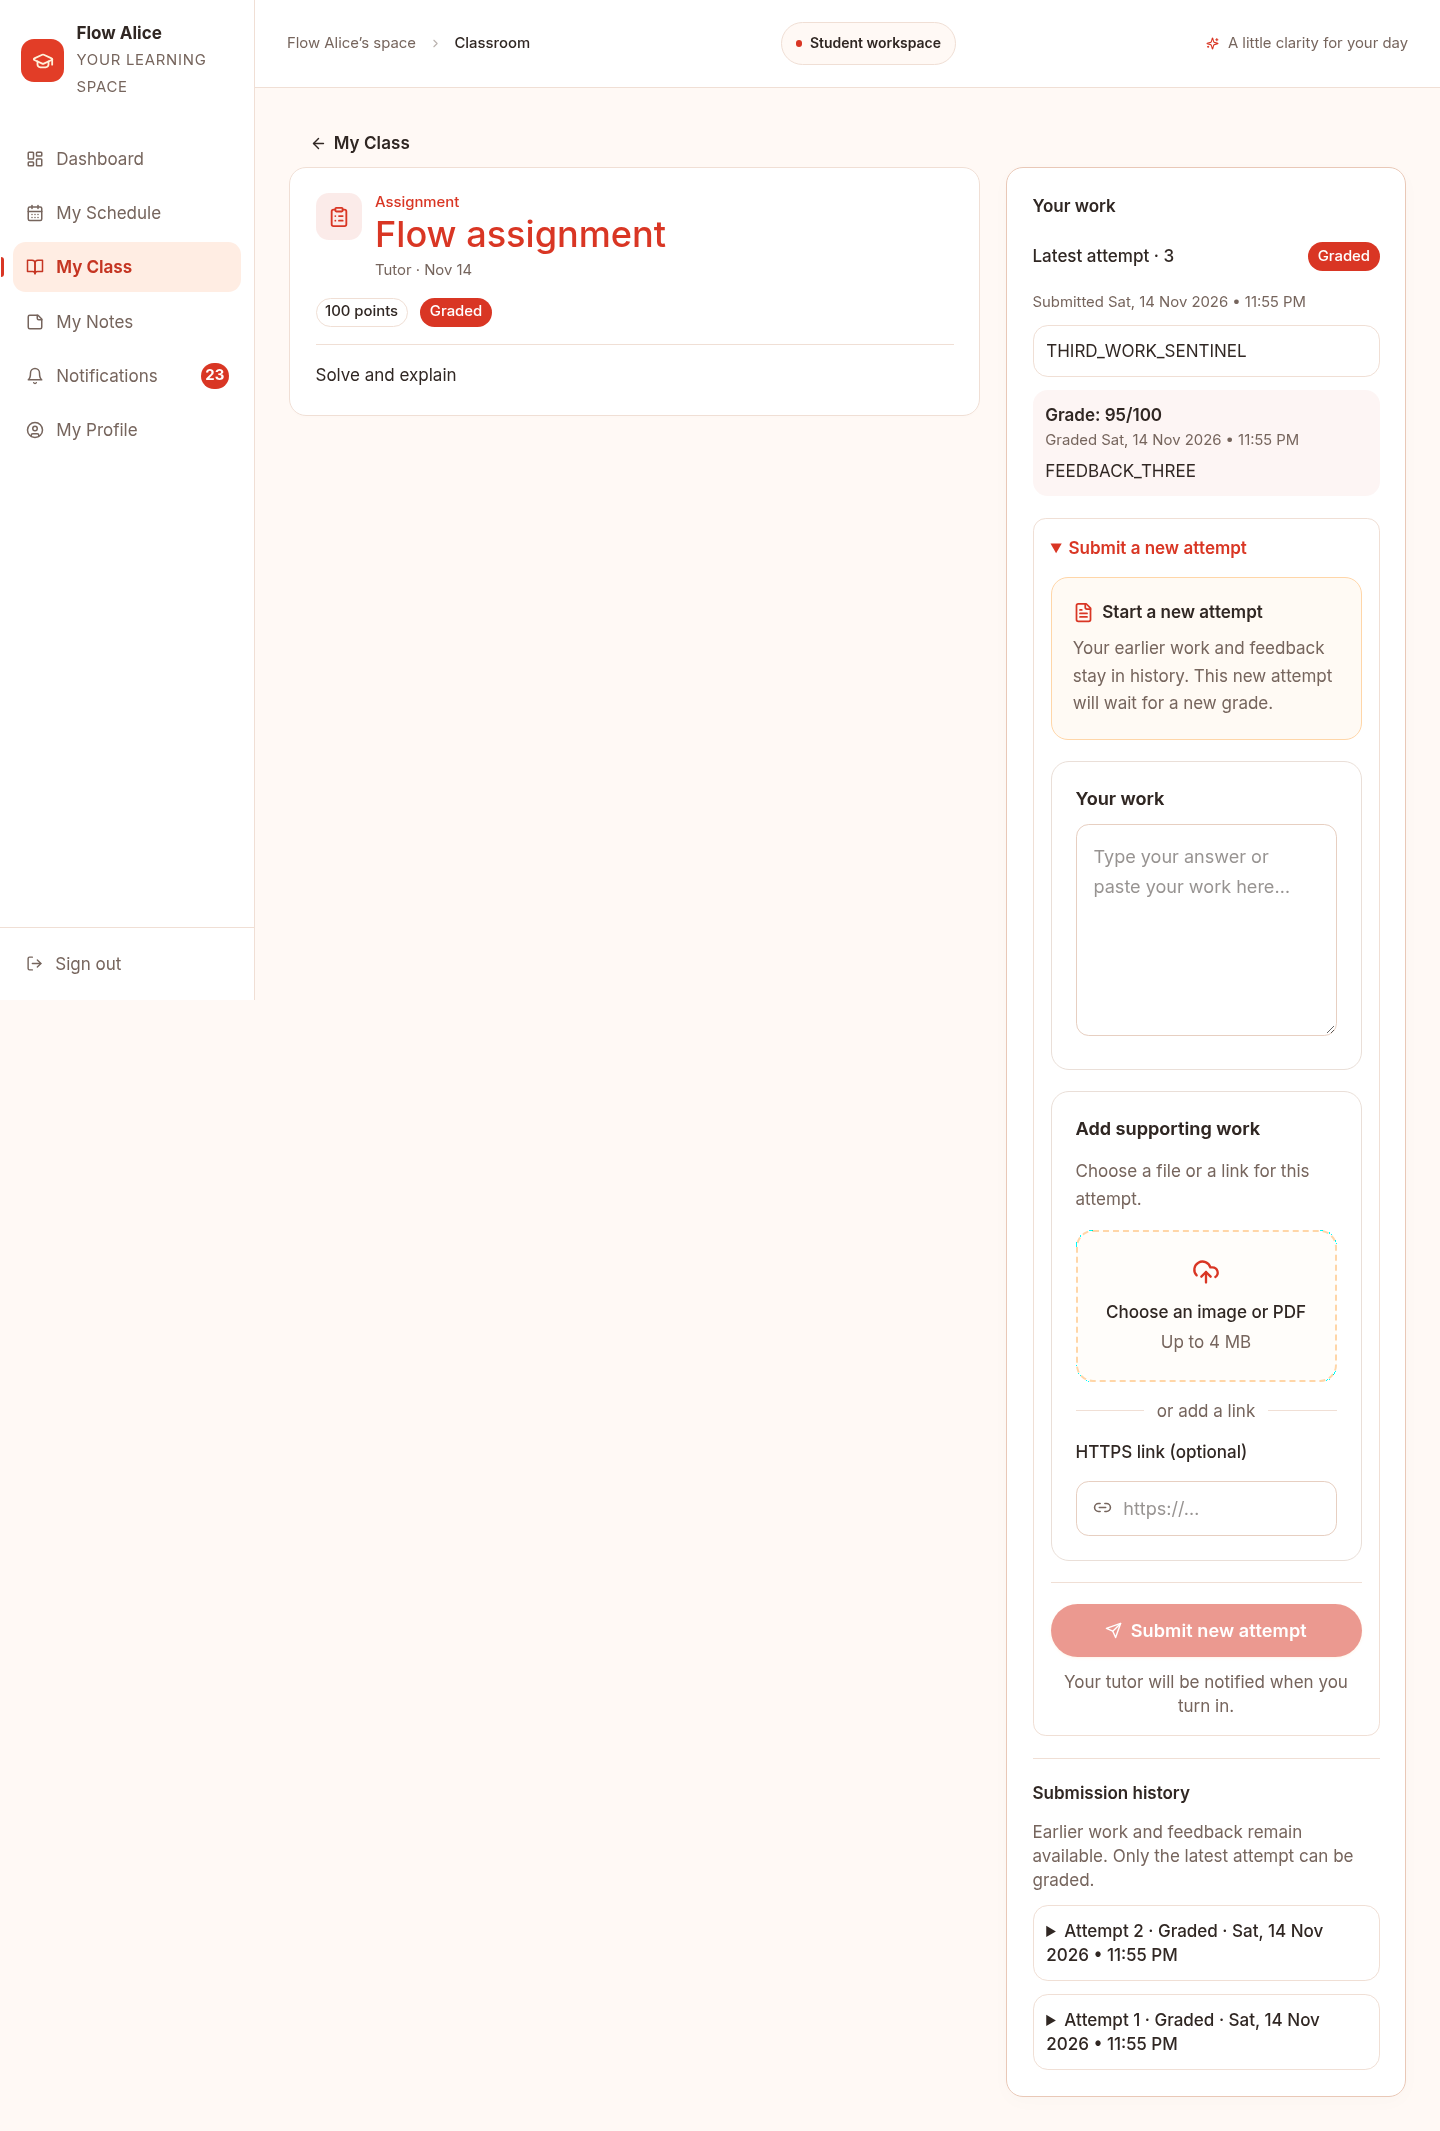 Flow Alice
YOUR LEARNING
SPACE
Dashboard
My Schedule
My Class
My Notes
Notifications 23
My Profile
Sign out
Flow Alice’s space > Classroom
Student workspace
A little clarity for your day
← My Class
Assignment
Flow assignment
Tutor · Nov 14
100 points Graded
Solve and explain
Your work
Latest attempt · 3 Graded
Submitted Sat, 14 Nov 2026 • 11:55 PM
THIRD_WORK_SENTINEL
Grade: 95/100
Graded Sat, 14 Nov 2026 • 11:55 PM
FEEDBACK_THREE
▼ Submit a new attempt
Start a new attempt
Your earlier work and feedback
stay in history. This new attempt
will wait for a new grade.
Your work
Type your answer or
paste your work here...
Add supporting work
Choose a file or a link for this
attempt.
Choose an image or PDF
Up to 4 MB
or add a link
HTTPS link (optional)
https://...
Submit new attempt
Your tutor will be notified when you
turn in.
Submission history
Earlier work and feedback remain
available. Only the latest attempt can be
graded.
▶ Attempt 2 · Graded · Sat, 14 Nov
2026 • 11:55 PM
▶ Attempt 1 · Graded · Sat, 14 Nov
2026 • 11:55 PM